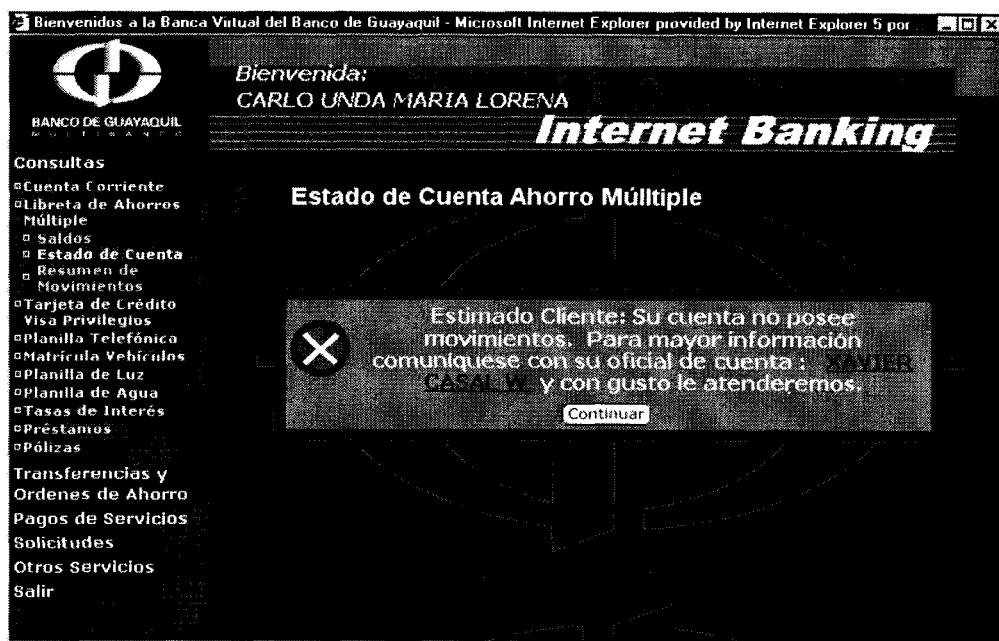 Bienvenidos a la Banca Virtual del Banco de Guayaquil - Microsoft Internet Explorer provided by Internet Explorer 5 por
BANCO DE GUAYAQUIL
MULTIBANCO
Bienvenida:
CARLO UNDA MARIA LORENA
Internet Banking
Consultas
Cuenta Corriente
Libreta de Ahorros
Múltiple
Saldos
Estado de Cuenta
Resumen de
Movimientos
Tarjeta de Crédito
Visa Privilegios
Planilla Telefónica
Matrícula Vehículos
Planilla de Luz
Planilla de Agua
Tasas de Interés
Préstamos
Pólizas
Transferencias y
Ordenes de Ahorro
Pagos de Servicios
Solicitudes
Otros Servicios
Salir
Estado de Cuenta Ahorro Múlltiple
Estimado Cliente: Su cuenta no posee
movimientos. Para mayor información
comuníquese con su oficial de cuenta : XAVIER
CASAL W y con gusto le atenderemos.
Continuar